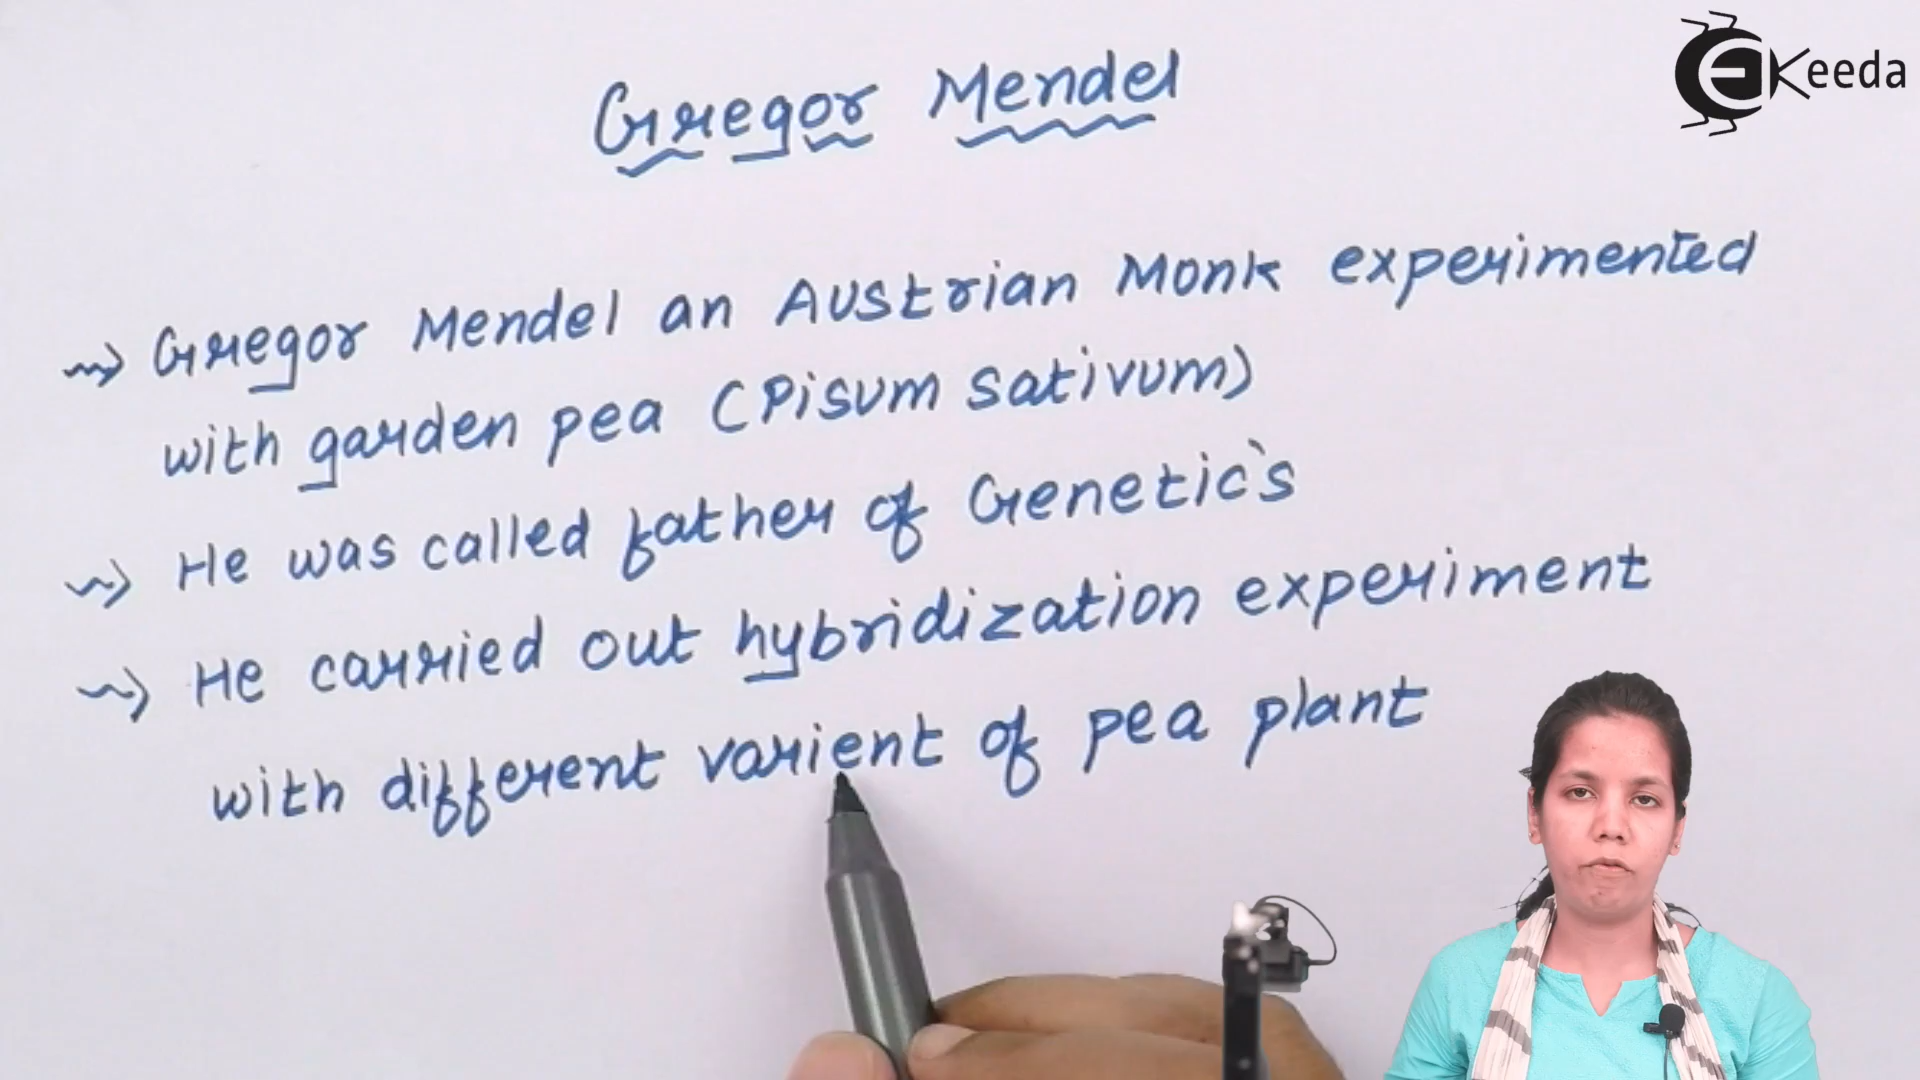 EKeeda
Gregor Mendel
⇝ Gregor Mendel an Austrian Monk experimented
with garden pea (Pisum sativum)
⇝ He was called father of Genetic's
⇝ He carried out hybridization experiment
with different varient of pea plant